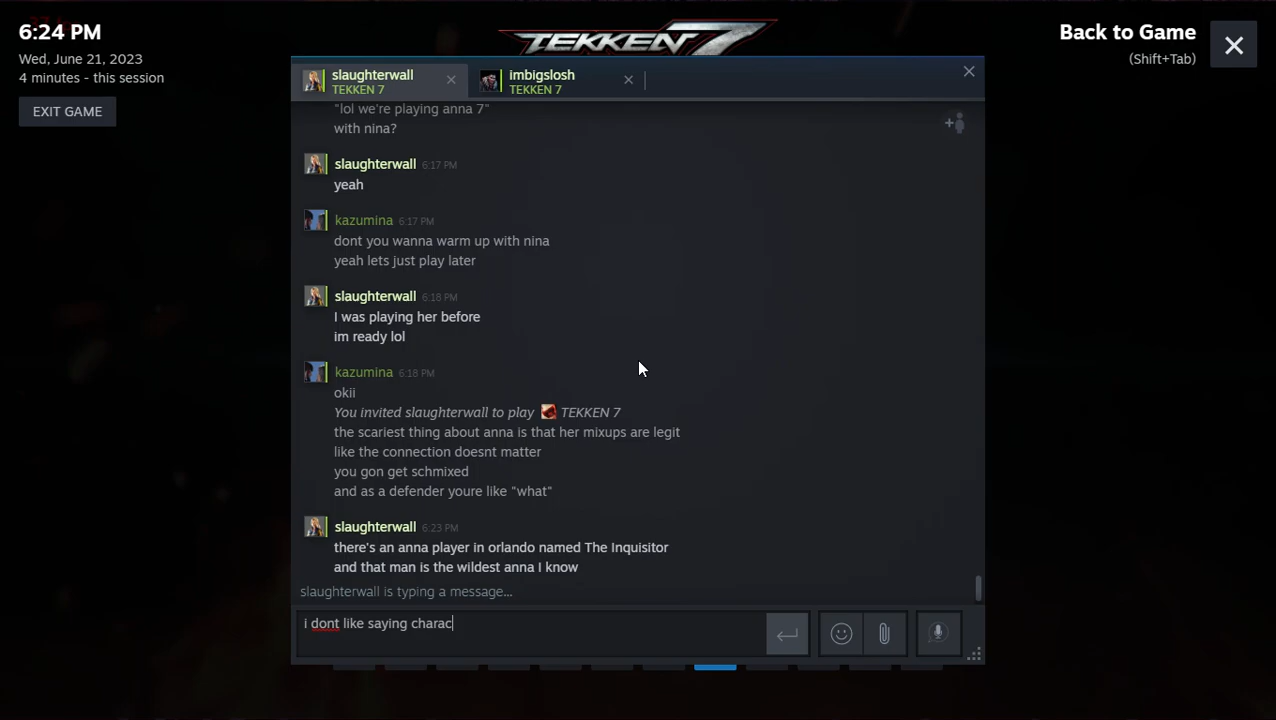 6:24 PM
Wed, June 21, 2023
4 minutes - this session
EXIT GAME
TEKKEN 7
Back to Game
(Shift+Tab)
slaughterwall
TEKKEN 7
imbigslosh
TEKKEN 7
"lol we're playing anna 7"
with nina?
slaughterwall 6:17 PM
yeah
kazumina 6:17 PM
dont you wanna warm up with nina
yeah lets just play later
slaughterwall 6:18 PM
I was playing her before
im ready lol
kazumina 6:18 PM
okii
You invited slaughterwall to play TEKKEN 7
the scariest thing about anna is that her mixups are legit
like the connection doesnt matter
you gon get schmixed
and as a defender youre like "what"
slaughterwall 6:23 PM
there's an anna player in orlando named The Inquisitor
and that man is the wildest anna I know
slaughterwall is typing a message...
i dont like saying charac